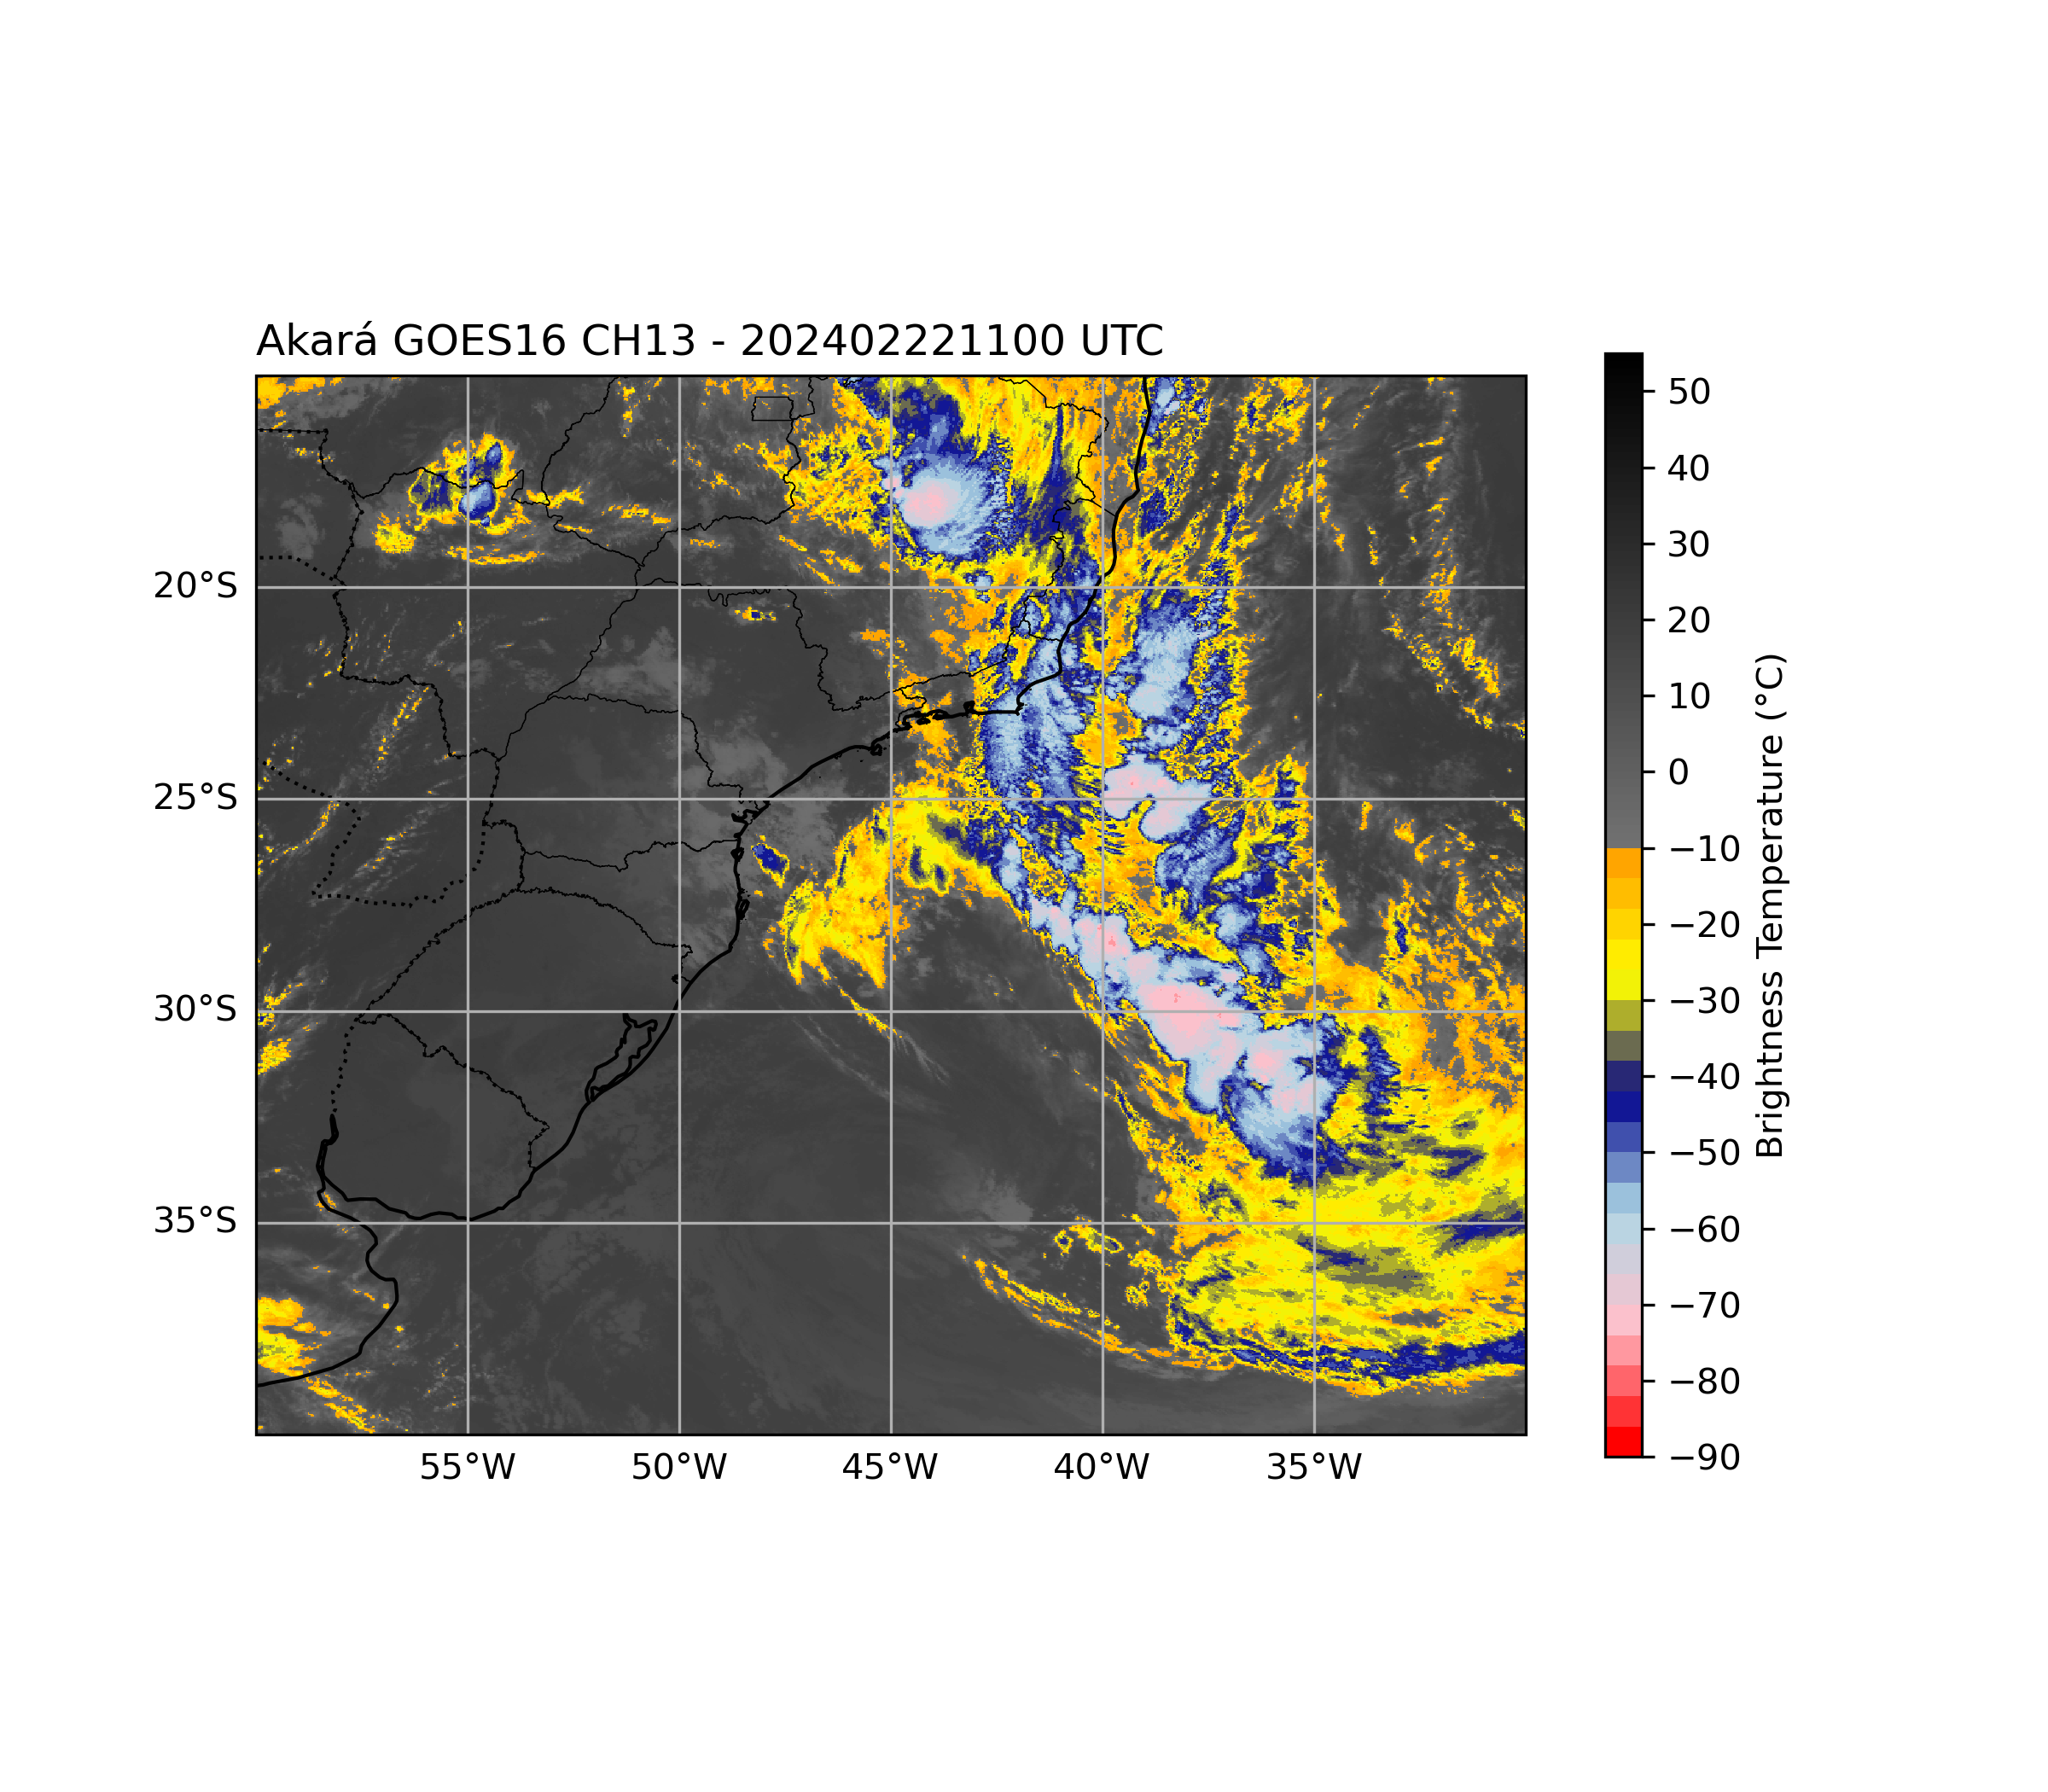 Akará GOES16 CH13 - 202402221100 UTC
20°S
25°S
30°S
35°S
55°W
50°W
45°W
40°W
35°W
50
40
30
20
10
0
−10
−20
−30
−40
−50
−60
−70
−80
−90
Brightness Temperature (°C)